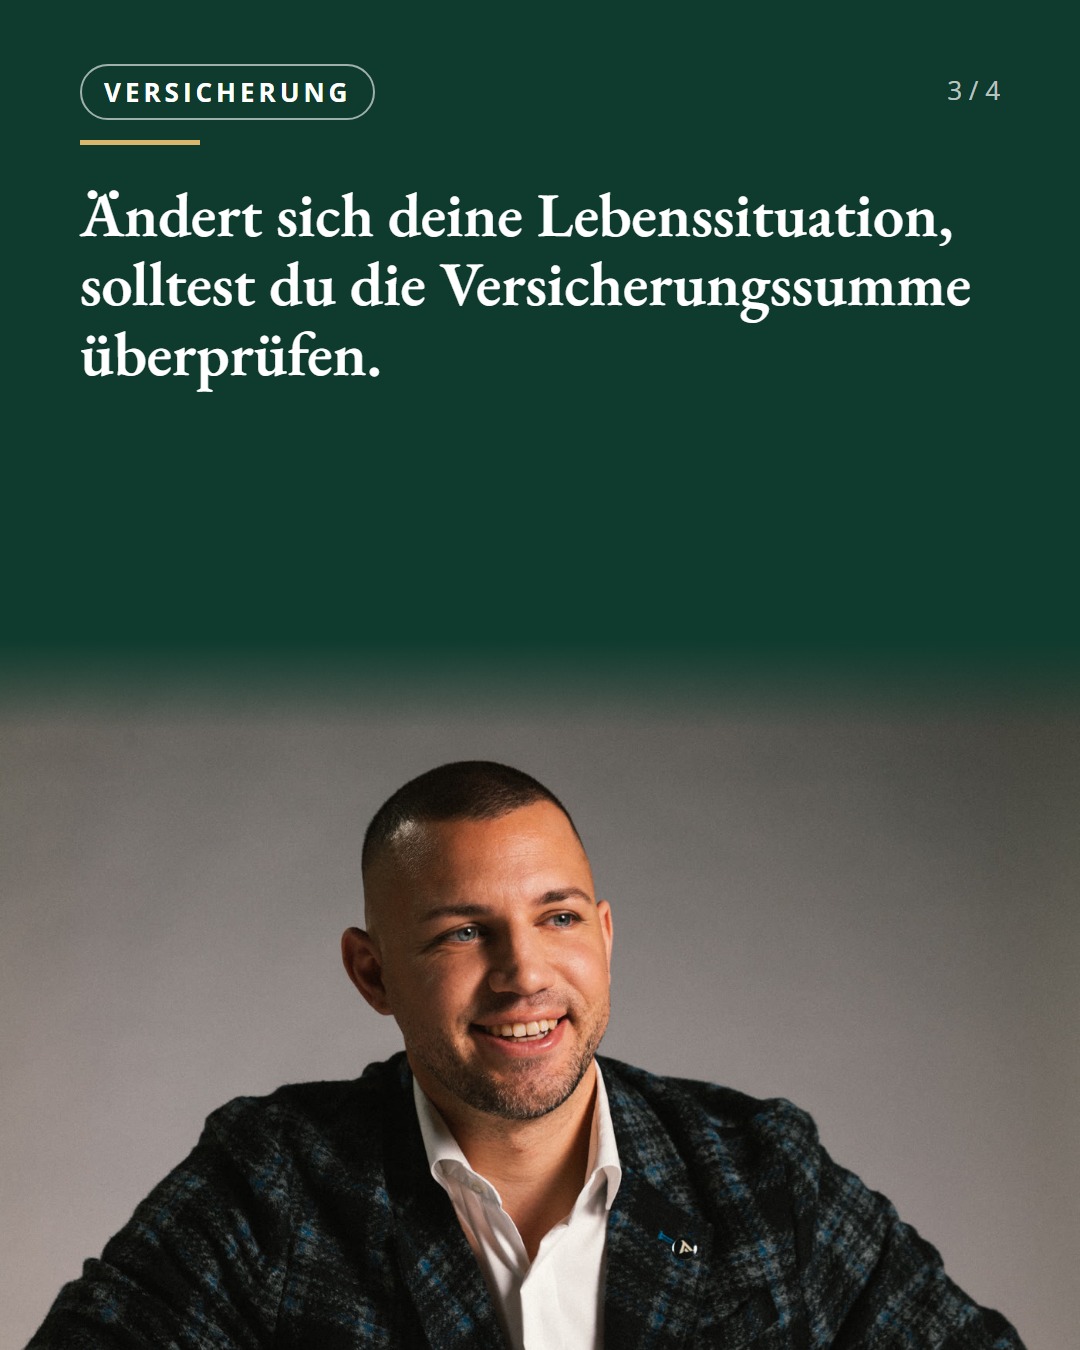 VERSICHERUNG
3 / 4
Ändert sich deine Lebenssituation,
solltest du die Versicherungssumme
überprüfen.